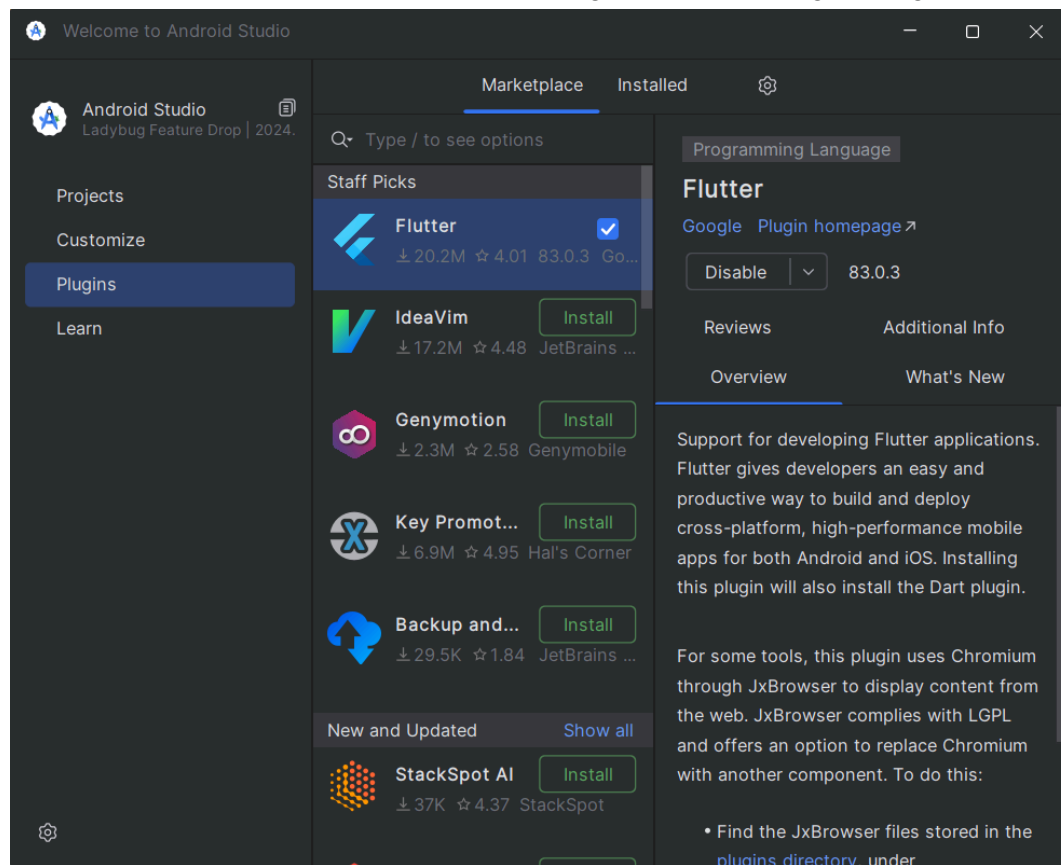 Welcome to Android Studio
Android Studio
Ladybug Feature Drop | 2024.
Projects
Customize
Plugins
Learn
Marketplace
Installed
Type / to see options
Staff Picks
Flutter
20.2M 4.01 83.0.3 Go...
IdeaVim
Install
17.2M 4.48 JetBrains ...
Genymotion
Install
2.3M 2.58 Genymobile
Key Promot...
Install
6.9M 4.95 Hal's Corner
Backup and...
Install
29.5K 1.84 JetBrains ...
New and Updated
Show all
StackSpot AI
Install
37K 4.37 StackSpot
Programming Language
Flutter
Google Plugin homepage
Disable
83.0.3
Reviews
Additional Info
Overview
What's New
Support for developing Flutter applications.
Flutter gives developers an easy and
productive way to build and deploy
cross-platform, high-performance mobile
apps for both Android and iOS. Installing
this plugin will also install the Dart plugin.
For some tools, this plugin uses Chromium
through JxBrowser to display content from
the web. JxBrowser complies with LGPL
and offers an option to replace Chromium
with another component. To do this:
• Find the JxBrowser files stored in the
plugins directory, under